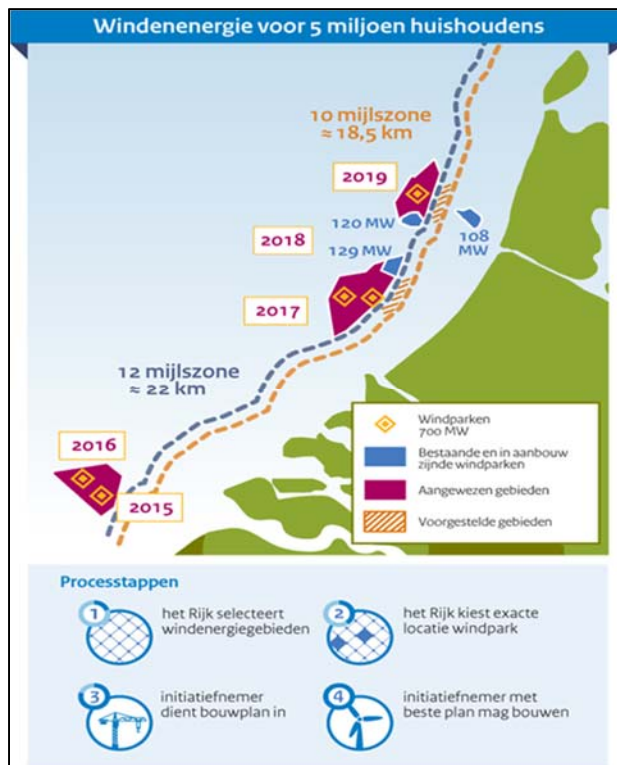 Windenergie voor 5 miljoen huishoudens
10 mijlszone
≈ 18,5 km
2019
120 MW
108
MW
2018
129 MW
2017
12 mijlszone
≈ 22 km
2016
2015
Windparken
700 MW
Bestaande en in aanbouw
zijnde windparken
Aangewezen gebieden
Voorgestelde gebieden
Processtappen
1
het Rijk selecteert
windenergiegebieden
2
het Rijk kiest exacte
locatie windpark
3
initiatiefnemer
dient bouwplan in
4
initiatiefnemer met
beste plan mag bouwen